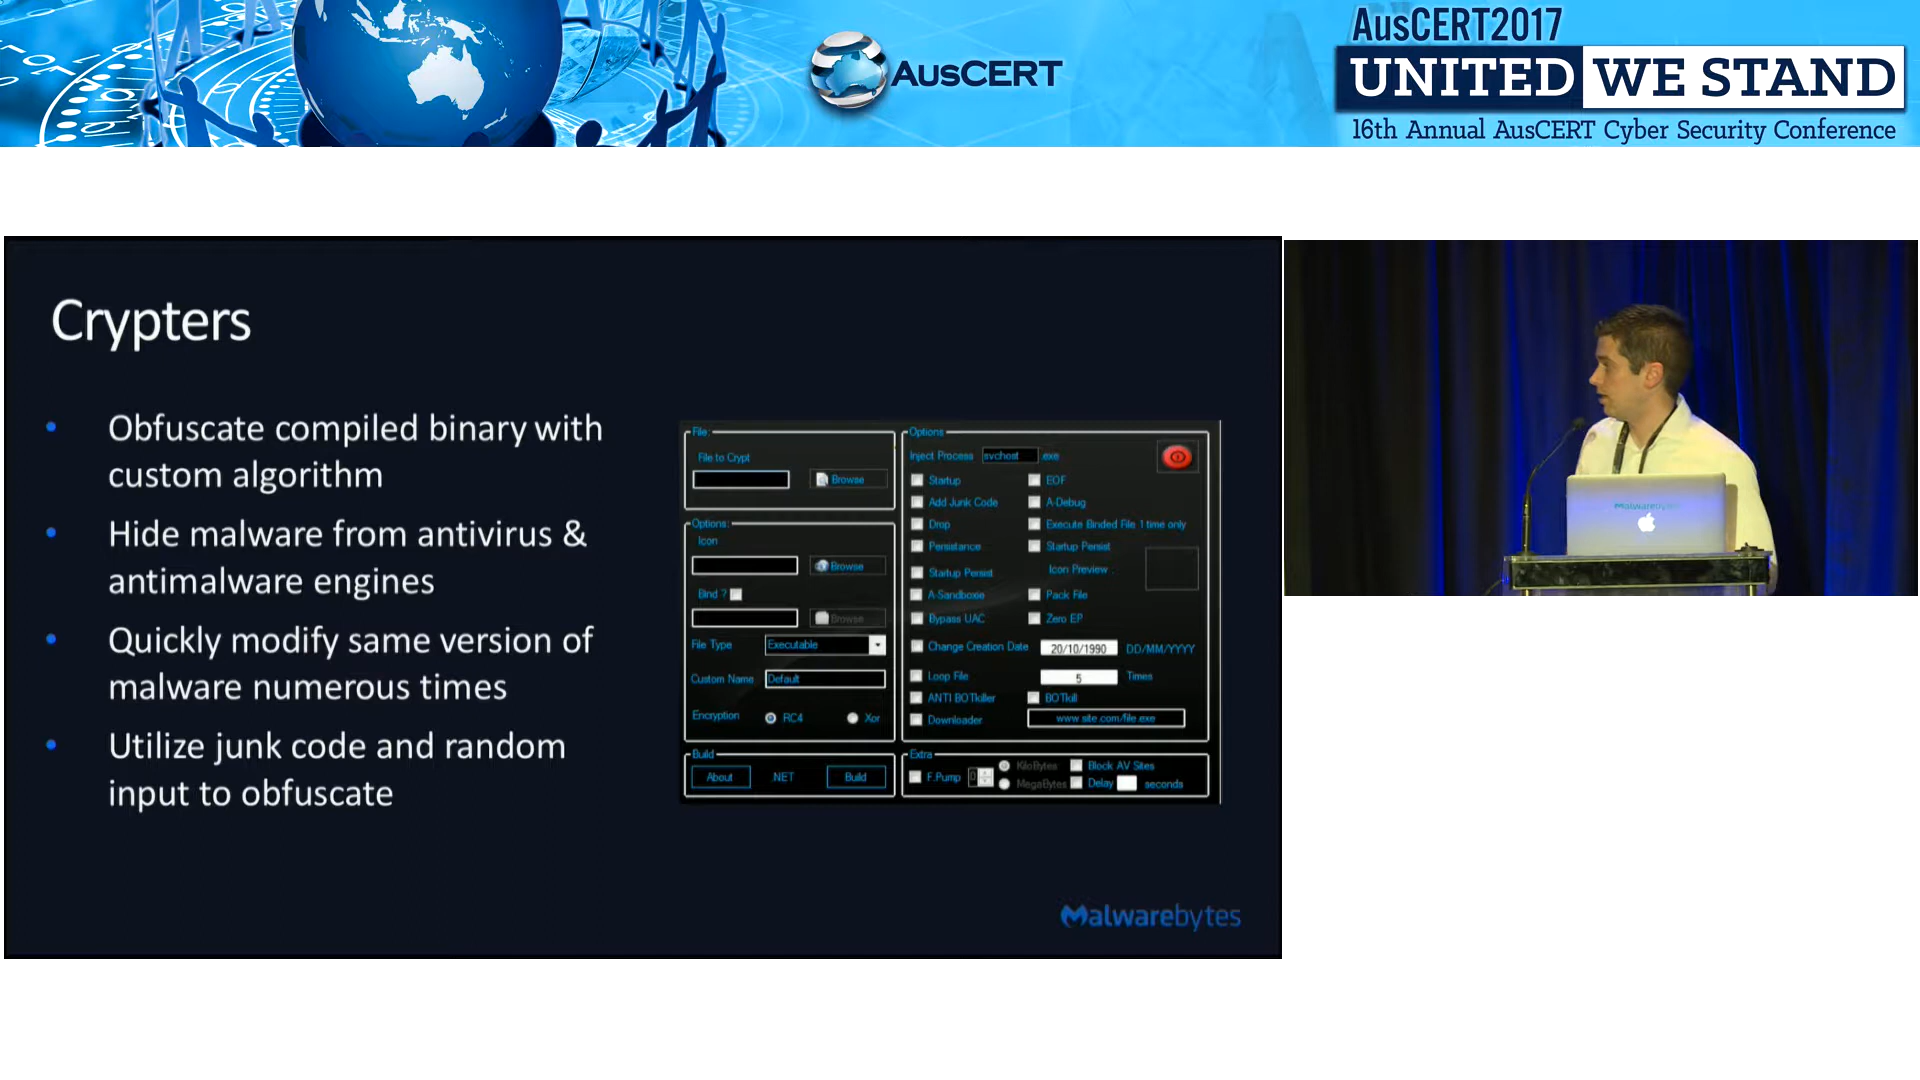 AusCERT
AusCERT2017
UNITED WE STAND
16th Annual AusCERT Cyber Security Conference
Crypters
• Obfuscate compiled binary with
custom algorithm
• Hide malware from antivirus &
antimalware engines
• Quickly modify same version of
malware numerous times
• Utilize junk code and random
input to obfuscate
File:
File to Crypt
Browse
Options:
Icon
Browse
Bind ?
Browse
File Type Executable
Custom Name Default
Encryption RC4 Xor
Build
About .NET Build
Options
Inject Process svchost .exe
Startup EOF
Add Junk Code A-Debug
Drop Execute Binded File 1 time only
Persistance Startup Persist
Startup Persist Icon Preview :
A-Sandboxie Pack File
Bypass UAC Zero EP
Change Creation Date 20/10/1990 DD/MM/YYYY
Loop File 5 Times
ANTI BOTkiller BOTkill
Downloader www.site.com/file.exe
Extra
F.Pump 0 KiloBytes Block AV Sites
MegaBytes Delay seconds
Malwarebytes
Malwarebytes